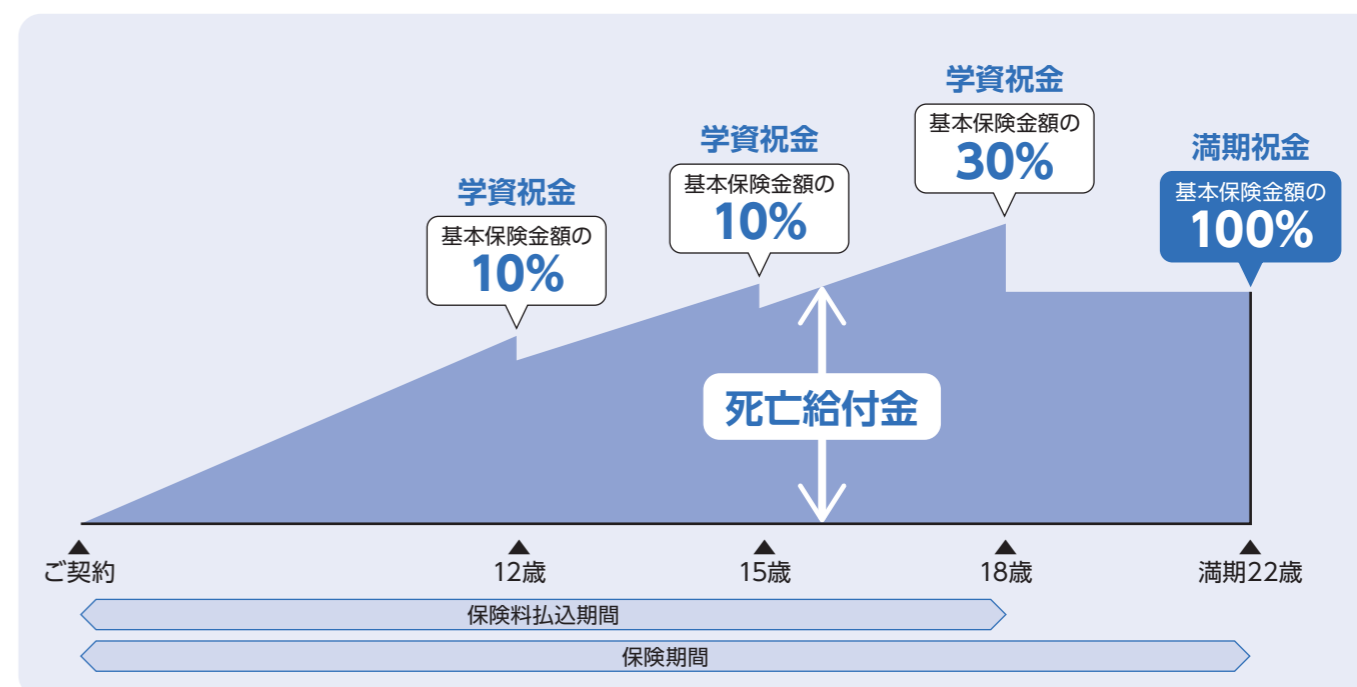 学資祝金
基本保険金額の
10%
学資祝金
基本保険金額の
10%
学資祝金
基本保険金額の
30%
満期祝金
基本保険金額の
100%
死亡給付金
ご契約
12歳
15歳
18歳
満期22歳
保険料払込期間
保険期間